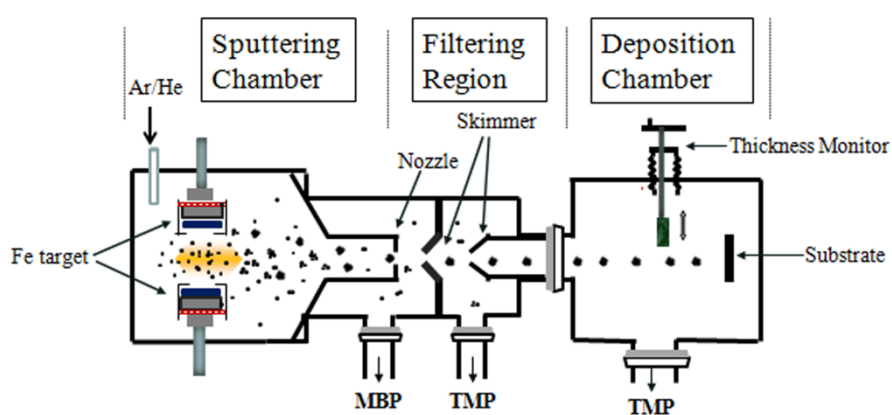 Sputtering
Chamber
Filtering
Region
Deposition
Chamber
Ar/He
Skimmer
Nozzle
Thickness Monitor
Fe target
Substrate
MBP
TMP
TMP